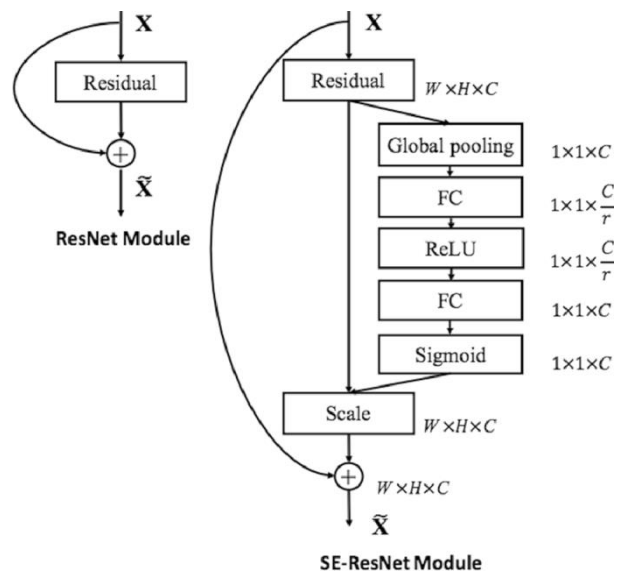 X
Residual
+
X̃
ResNet Module
X
Residual
W×H×C
Global pooling
1×1×C
FC
1×1×C/r
ReLU
1×1×C/r
FC
1×1×C
Sigmoid
1×1×C
Scale
W×H×C
+
W×H×C
X̃
SE-ResNet Module